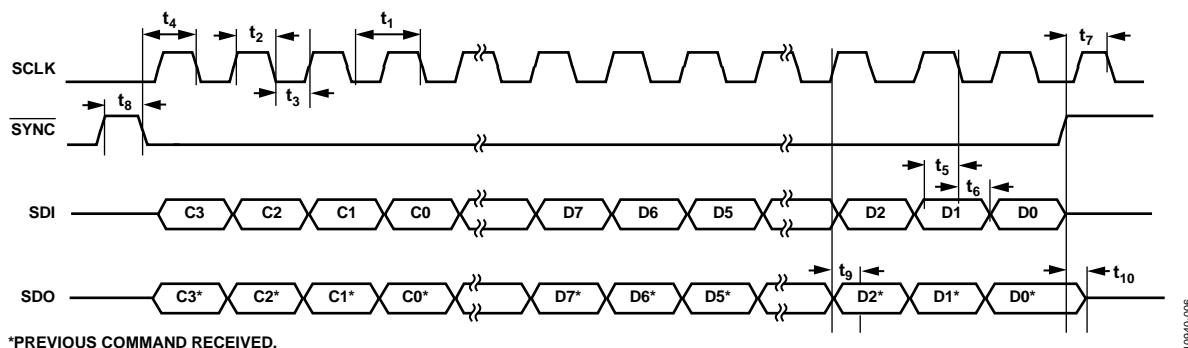 t4 t2 t1 t7
SCLK
t8 t3
SYNC
t5 t6
SDI C3 C2 C1 C0 D7 D6 D5 D2 D1 D0
t9 t10
SDO C3* C2* C1* C0* D7* D6* D5* D2* D1* D0*
*PREVIOUS COMMAND RECEIVED.